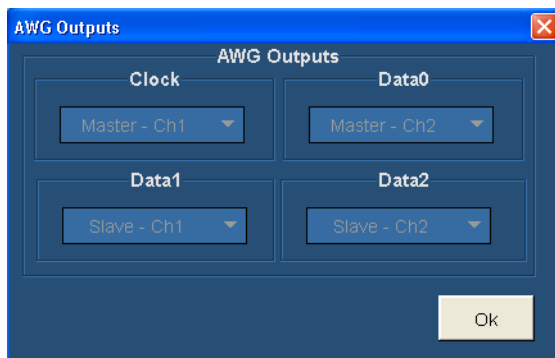 AWG Outputs
AWG Outputs
Clock
Data0
Master - Ch1
Master - Ch2
Data1
Data2
Slave - Ch1
Slave - Ch2
Ok